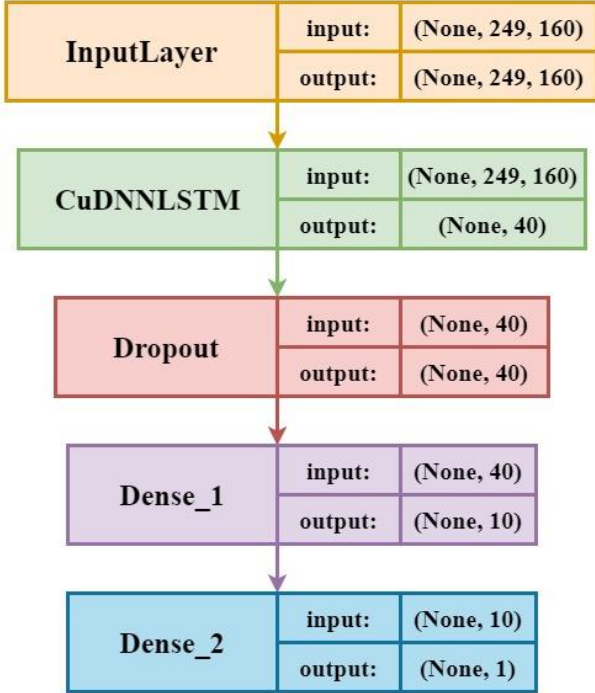 InputLayer
input: (None, 249, 160)
output: (None, 249, 160)
CuDNNLSTM
input: (None, 249, 160)
output: (None, 40)
Dropout
input: (None, 40)
output: (None, 40)
Dense_1
input: (None, 40)
output: (None, 10)
Dense_2
input: (None, 10)
output: (None, 1)